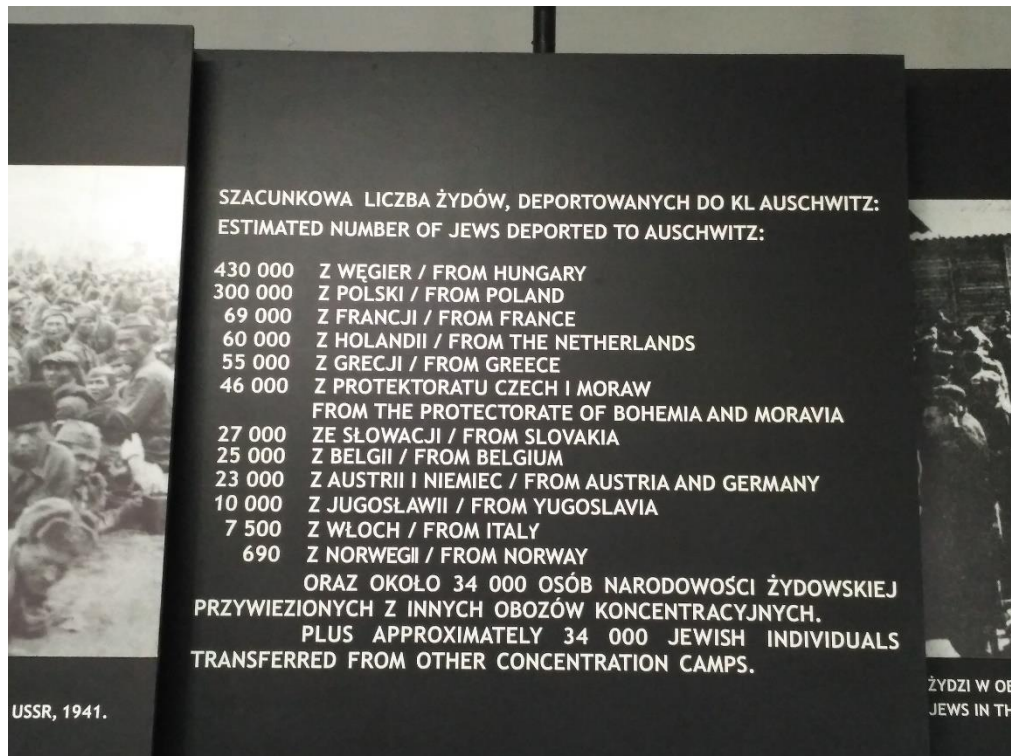 SZACUNKOWA LICZBA ŻYDÓW, DEPORTOWANYCH DO KL AUSCHWITZ:
ESTIMATED NUMBER OF JEWS DEPORTED TO AUSCHWITZ:
430 000 Z WĘGIER / FROM HUNGARY
300 000 Z POLSKI / FROM POLAND
69 000 Z FRANCJI / FROM FRANCE
60 000 Z HOLANDII / FROM THE NETHERLANDS
55 000 Z GRECJI / FROM GREECE
46 000 Z PROTEKTORATU CZECH I MORAW
FROM THE PROTECTORATE OF BOHEMIA AND MORAVIA
27 000 ZE SŁOWACJI / FROM SLOVAKIA
25 000 Z BELGII / FROM BELGIUM
23 000 Z AUSTRII I NIEMIEC / FROM AUSTRIA AND GERMANY
10 000 Z JUGOSŁAWII / FROM YUGOSLAVIA
7 500 Z WŁOCH / FROM ITALY
690 Z NORWEGII / FROM NORWAY
ORAZ OKOŁO 34 000 OSÓB NARODOWOŚCI ŻYDOWSKIEJ
PRZYWIEZIONYCH Z INNYCH OBOZÓW KONCENTRACYJNYCH.
PLUS APPROXIMATELY 34 000 JEWISH INDIVIDUALS
TRANSFERRED FROM OTHER CONCENTRATION CAMPS.
USSR, 1941.
ŻYDZI W
JEWS IN